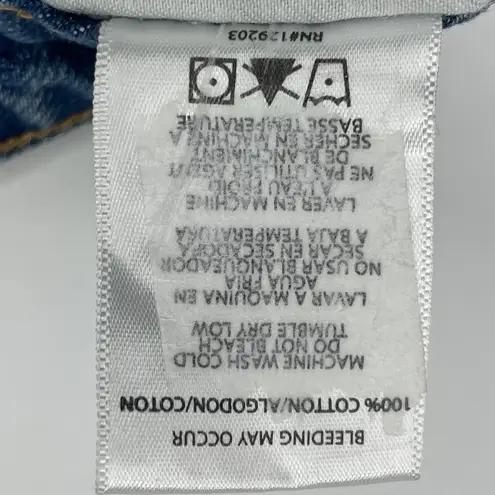 BLEEDING MAY OCCUR
100% COTTON/ALGODON/COTON
MACHINE WASH COLD
DO NOT BLEACH
TUMBLE DRY LOW
LAVAR A MAQUINA EN
AGUA FRIA
NO USAR BLANQUEADOR
SECAR EN SECADORA
A BAJA TEMPERATURA
LAVER EN MACHINE
A LEAU FROID
NE PAS UTILISER AGENT
DE BLANCHIMENT
SECHER EN MACHINE A
BASSE TEMPERATURE
RN#129203